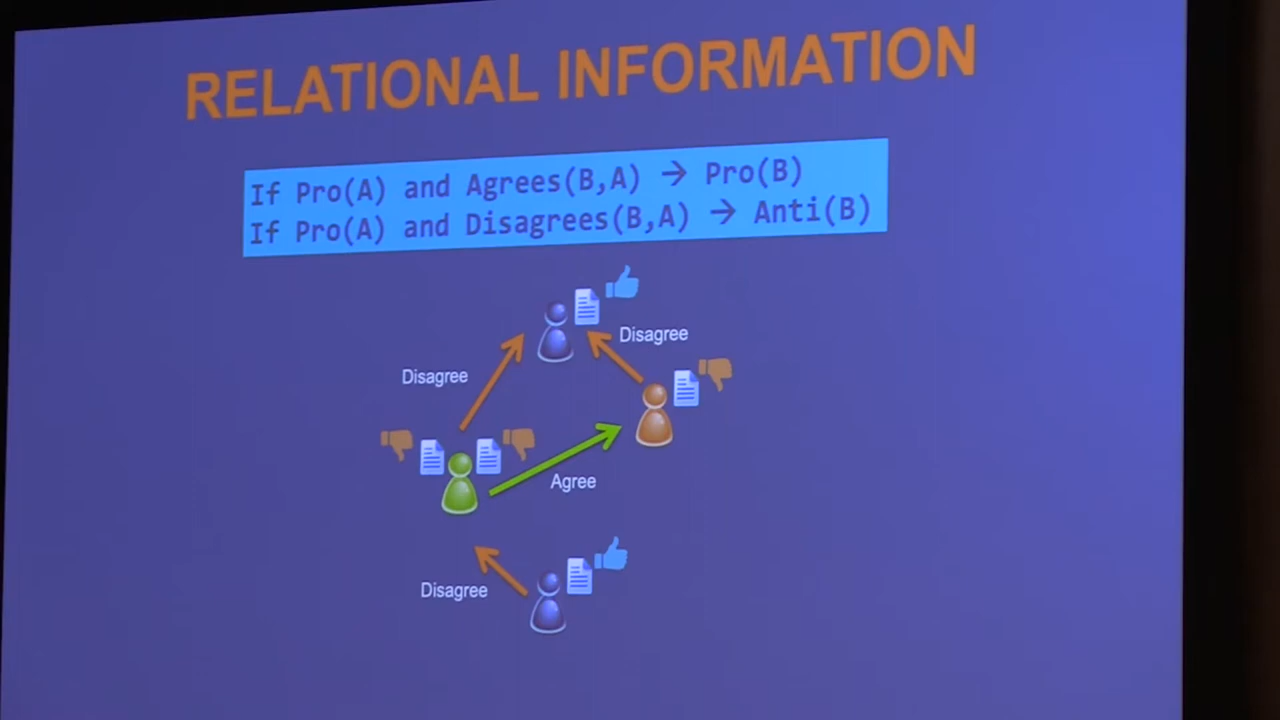 RELATIONAL INFORMATION
If Pro(A) and Agrees(B,A) → Pro(B)
If Pro(A) and Disagrees(B,A) → Anti(B)
Disagree
Disagree
Agree
Disagree